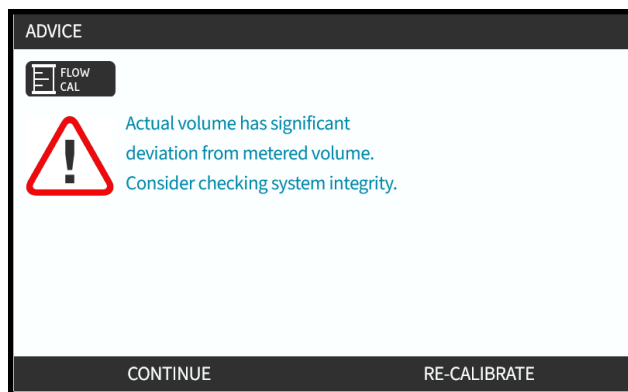 ADVICE
FLOW
CAL
Actual volume has significant
deviation from metered volume.
Consider checking system integrity.
CONTINUE
RE-CALIBRATE